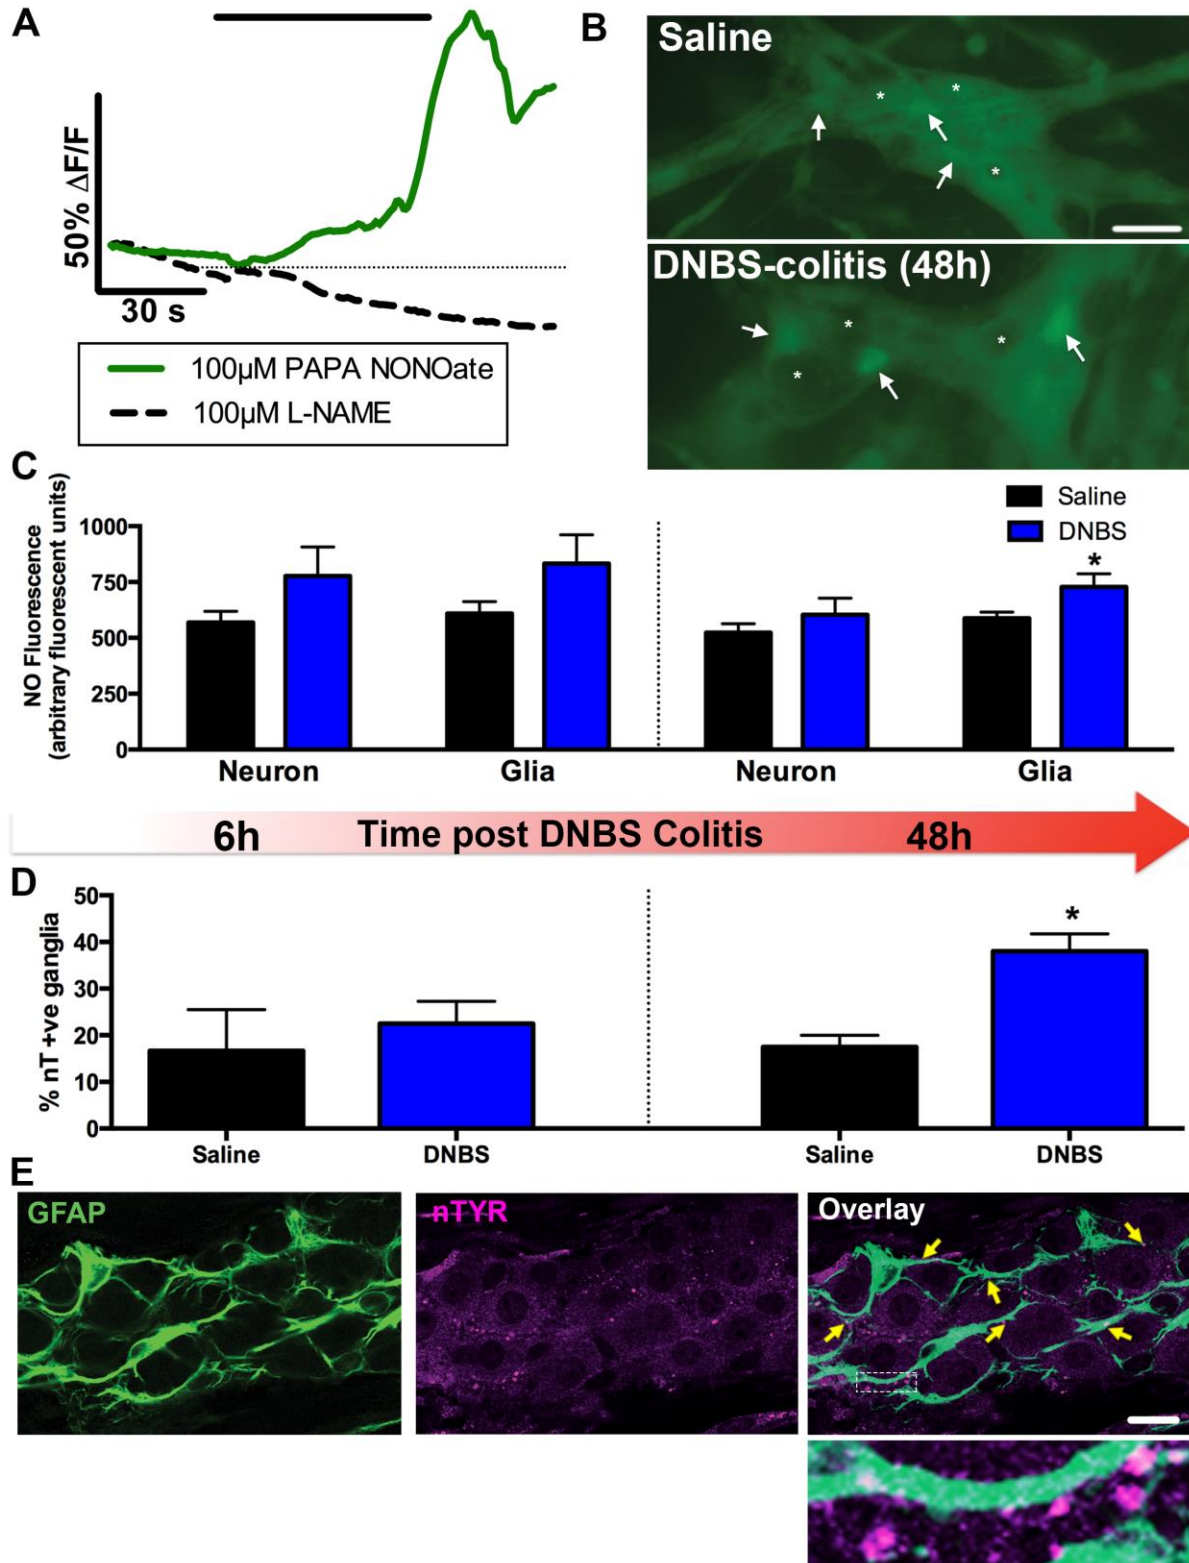 A
50% ΔF/F
30 s
100µM PAPA NONOate
100µM L-NAME
B
Saline
*
*
*
DNBS-colitis (48h)
*
*
*
C
Saline
DNBS
NO Fluorescence
(arbitrary fluorescent units)
1000
750
500
250
0
*
Neuron
Glia
Neuron
Glia
6h
Time post DNBS Colitis
48h
D
% nT +ve ganglia
50
40
30
20
10
0
*
Saline
DNBS
Saline
DNBS
E
GFAP
nTYR
Overlay